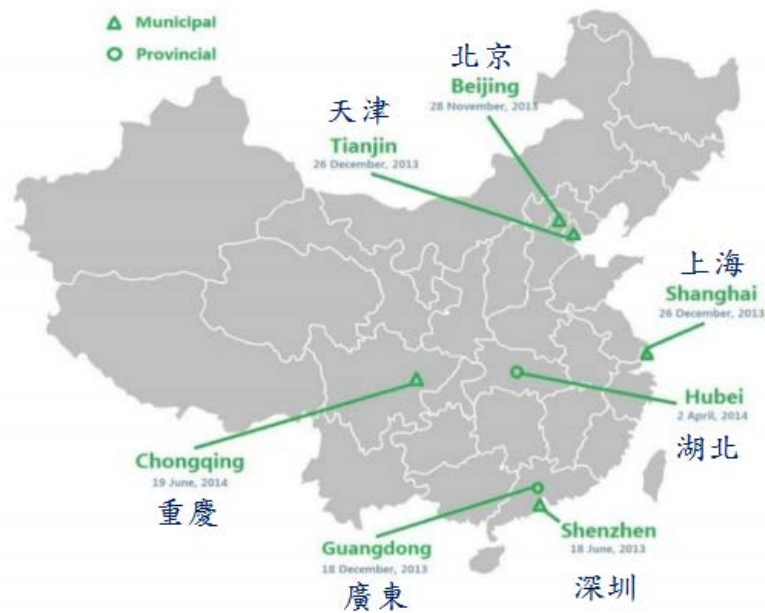 Municipal
Provincial
北京
Beijing
28 November, 2013
天津
Tianjin
26 December, 2013
上海
Shanghai
26 December, 2013
Hubei
2 April, 2014
湖北
Chongqing
19 June, 2014
重慶
Shenzhen
18 June, 2013
深圳
Guangdong
18 December, 2013
廣東